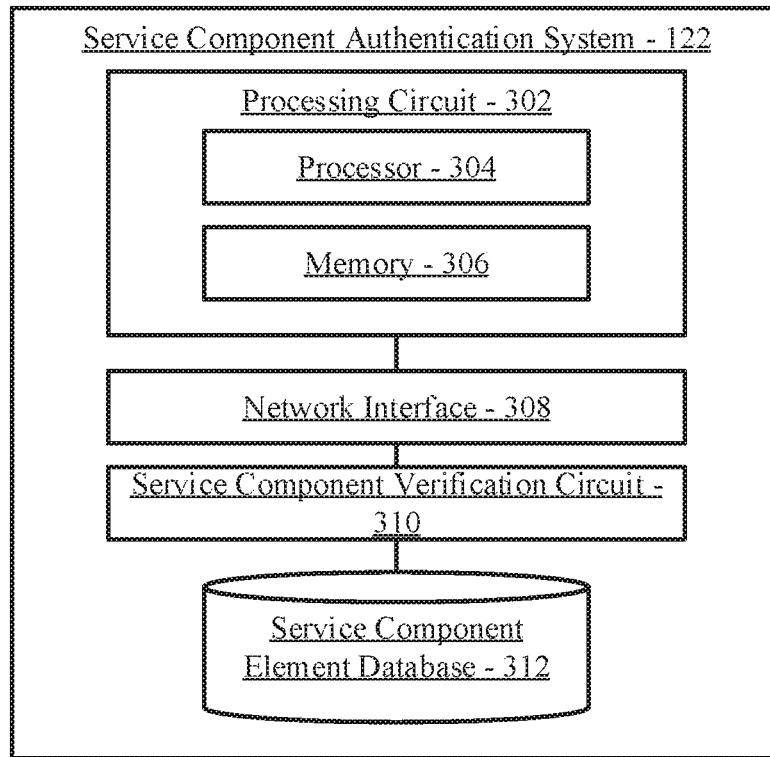 Service Component Authentication System - 122
Processing Circuit - 302
Processor - 304
Memory - 306
Network Interface - 308
Service Component Verification Circuit -
310
Service Component
Element Database - 312